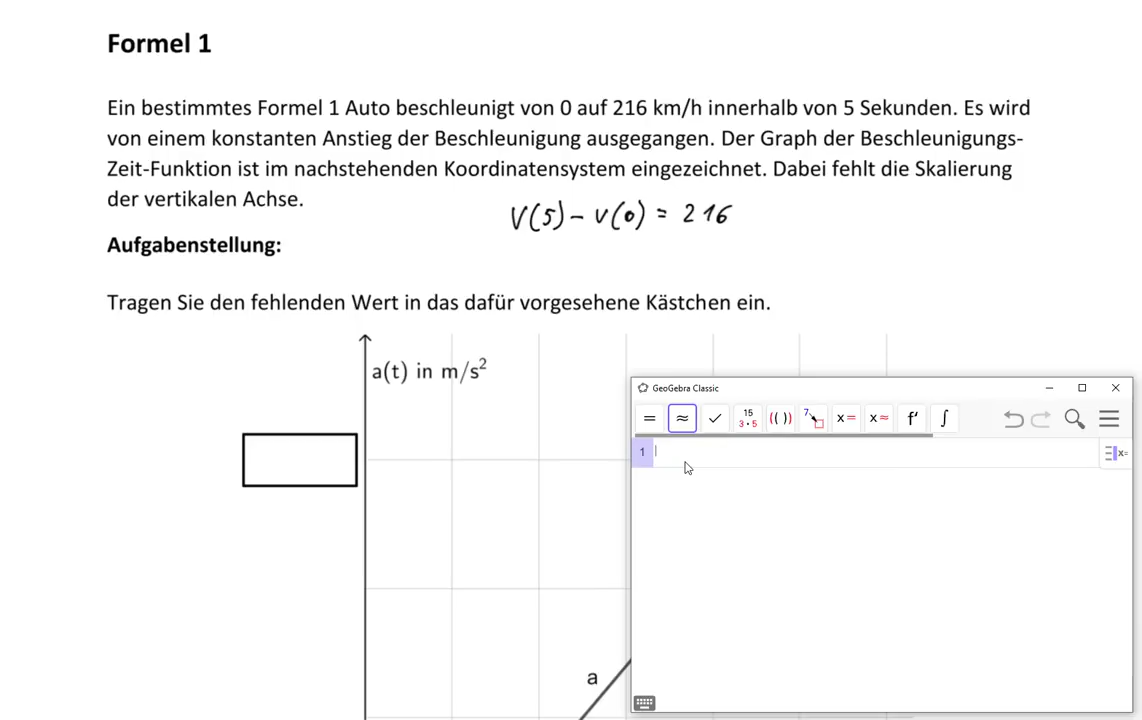 Formel 1
Ein bestimmtes Formel 1 Auto beschleunigt von 0 auf 216 km/h innerhalb von 5 Sekunden. Es wird
von einem konstanten Anstieg der Beschleunigung ausgegangen. Der Graph der Beschleunigungs-
Zeit-Funktion ist im nachstehenden Koordinatensystem eingezeichnet. Dabei fehlt die Skalierung
der vertikalen Achse.
V(5) - v(0) = 216
Aufgabenstellung:
Tragen Sie den fehlenden Wert in das dafür vorgesehene Kästchen ein.
a(t) in m/s²
GeoGebra Classic
= ≈ ✓ 15 3·5 (( )) 7 x= x≈ f' ∫
1 x=
a